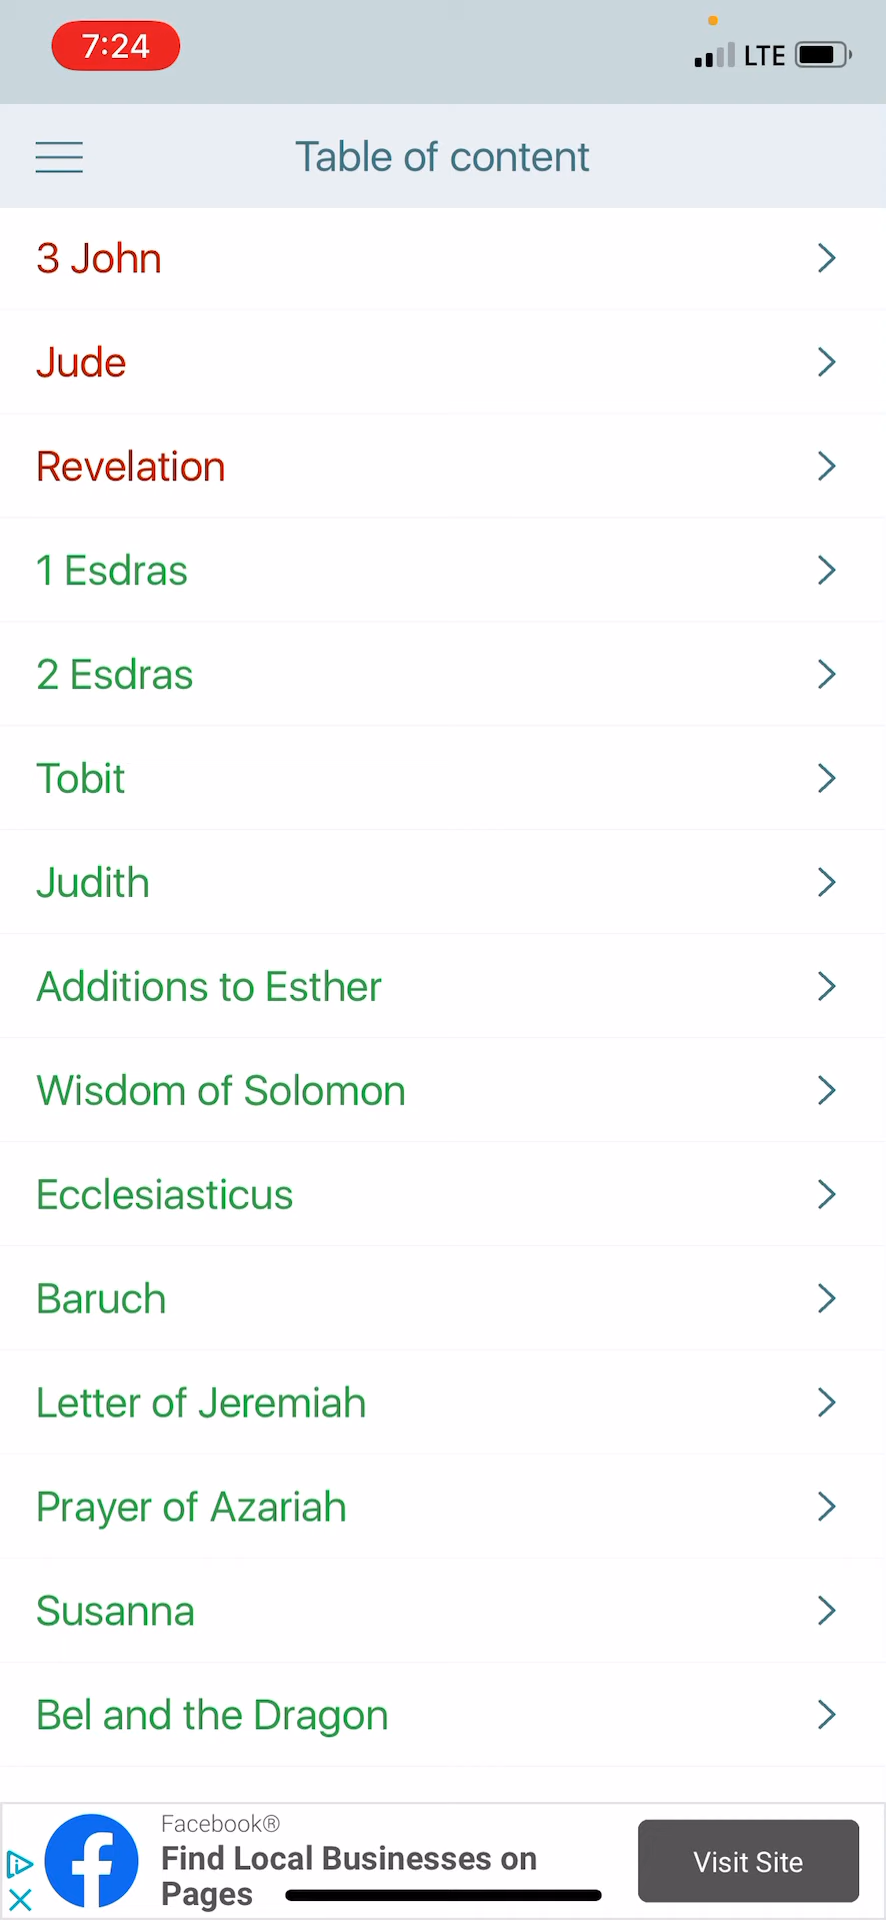 7:24
LTE
Table of content
3 John
Jude
Revelation
1 Esdras
2 Esdras
Tobit
Judith
Additions to Esther
Wisdom of Solomon
Ecclesiasticus
Baruch
Letter of Jeremiah
Prayer of Azariah
Susanna
Bel and the Dragon
Facebook®
Find Local Businesses on
Pages
Visit Site